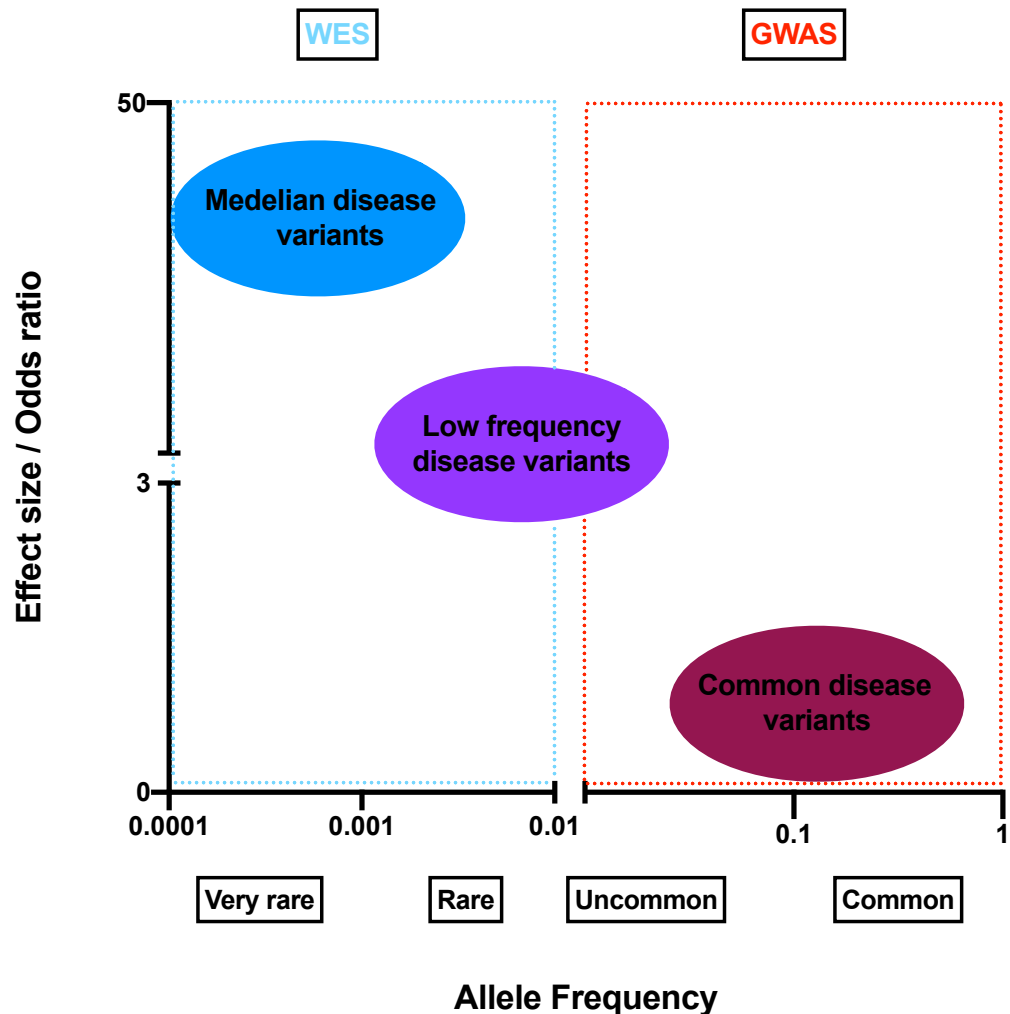 WES
GWAS
50
Medelian disease
variants
Effect size / Odds ratio
Low frequency
disease variants
3
Common disease
variants
0
0.0001
0.001
0.01
0.1
1
Very rare
Rare
Uncommon
Common
Allele Frequency